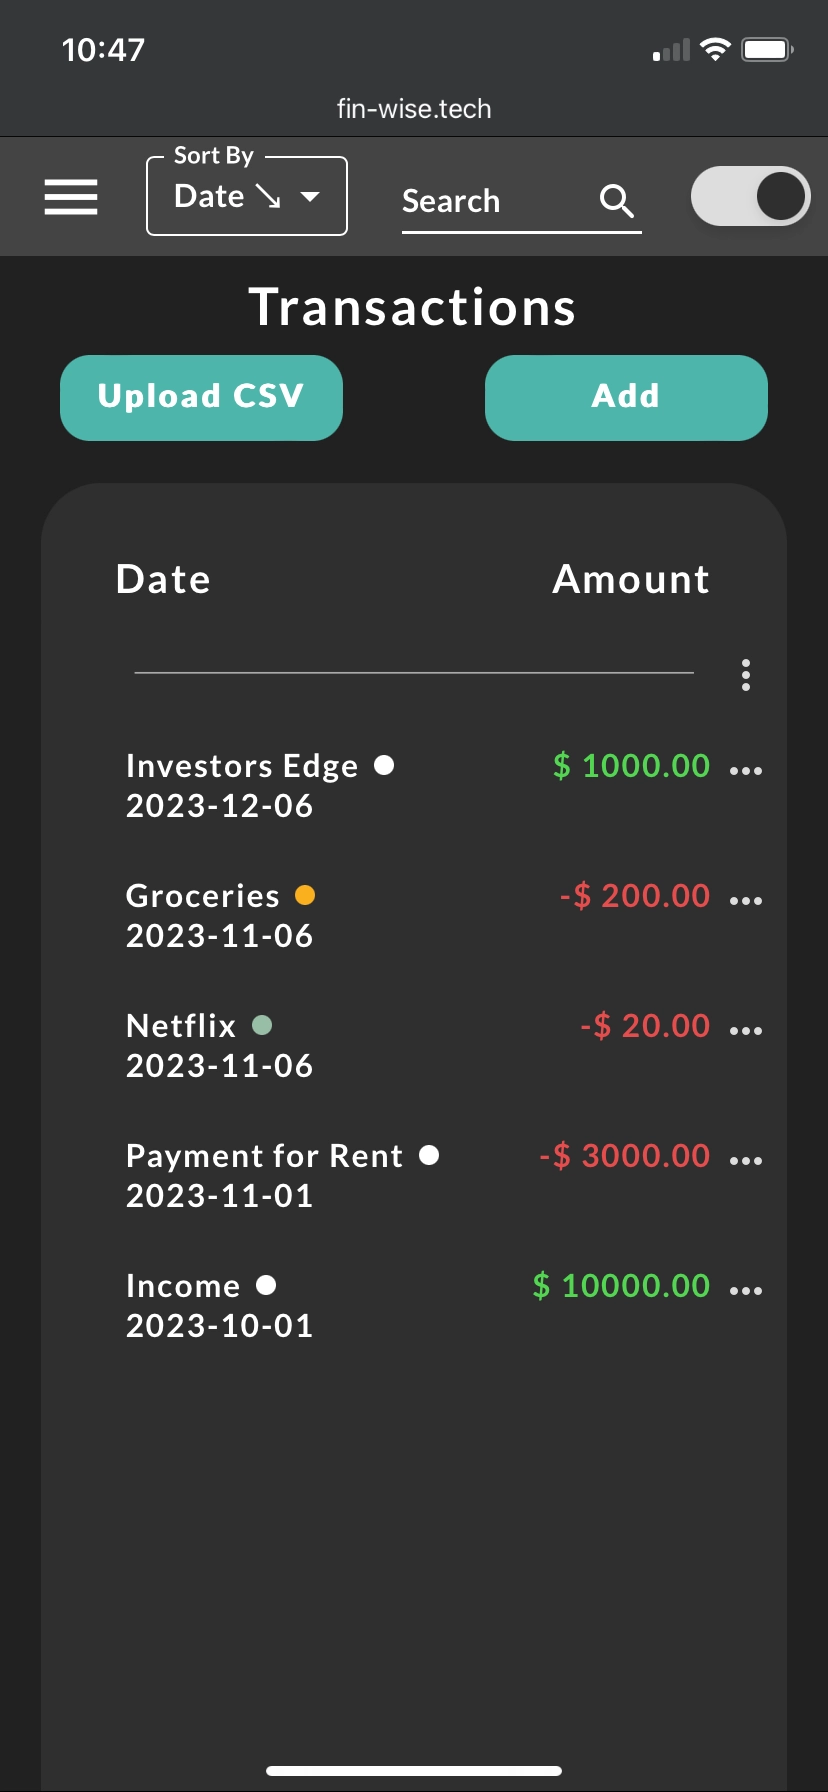 10:47
fin-wise.tech
Sort By
Date ↘
Search
Transactions
Upload CSV
Add
Date Amount
Investors Edge $ 1000.00
2023-12-06
Groceries -$ 200.00
2023-11-06
Netflix -$ 20.00
2023-11-06
Payment for Rent -$ 3000.00
2023-11-01
Income $ 10000.00
2023-10-01